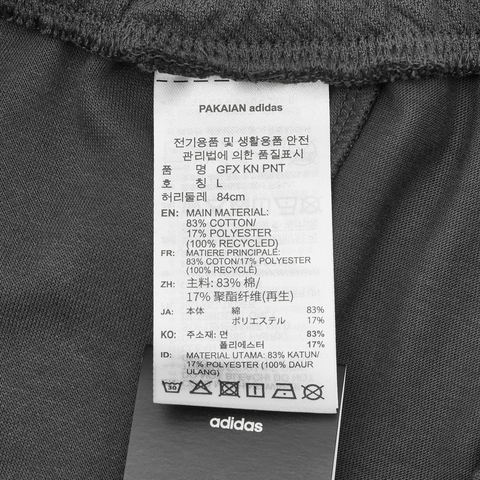 PAKAIAN adidas
전기용품 및 생활용품 안전
관리법에 의한 품질표시
품 명 GFX KN PNT
호 칭 L
허리둘레 84cm
EN: MAIN MATERIAL:
83% COTTON/
17% POLYESTER
(100% RECYCLED)
FR: MATIERE PRINCIPALE:
83% COTON/17% POLYESTER
(100% RECYCLÉ)
ZH: 主料: 83% 棉/
17% 聚酯纤维(再生)
JA: 本体 綿 83%
ポリエステル 17%
KO: 주소재: 면 83%
폴리에스터 17%
ID: MATERIAL UTAMA: 83% KATUN/
17% POLYESTER (100% DAUR
ULANG)
30
adidas